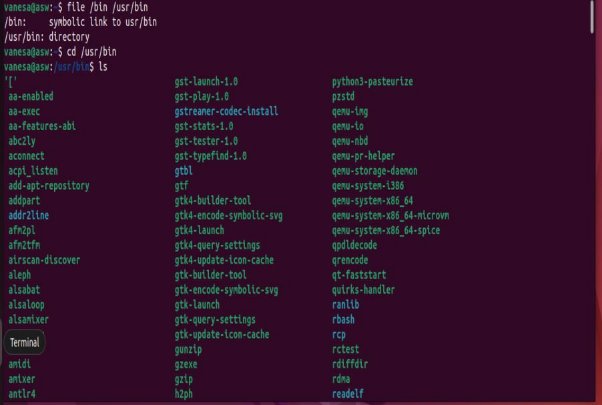 vanesa@asw:~$ file /bin /usr/bin
/bin:     symbolic link to usr/bin
/usr/bin: directory
vanesa@asw:~$ cd /usr/bin
vanesa@asw:/usr/bin$ ls
'[' gst-launch-1.0 python3-pasteurize
aa-enabled gst-play-1.0 pzstd
aa-exec gstreamer-codec-install qemu-img
aa-features-abi gst-stats-1.0 qemu-io
abc2ly gst-tester-1.0 qemu-nbd
aconnect gst-typefind-1.0 qemu-pr-helper
acpi_listen gtbl qemu-storage-daemon
add-apt-repository gtf qemu-system-i386
addpart gtk4-builder-tool qemu-system-x86_64
addr2line gtk4-encode-symbolic-svg qemu-system-x86_64-microvm
afm2pl gtk4-launch qemu-system-x86_64-spice
afm2tfm gtk4-query-settings qpdldecode
airscan-discover gtk4-update-icon-cache qrencode
aleph gtk-builder-tool qt-faststart
alsabat gtk-encode-symbolic-svg quirks-handler
alsaloop gtk-launch ranlib
alsamixer gtk-query-settings rbash
Terminal gtk-update-icon-cache rcp
gunzip rctest
amidi gzexe rdiffdir
amixer gzip rdma
antlr4 h2ph readelf